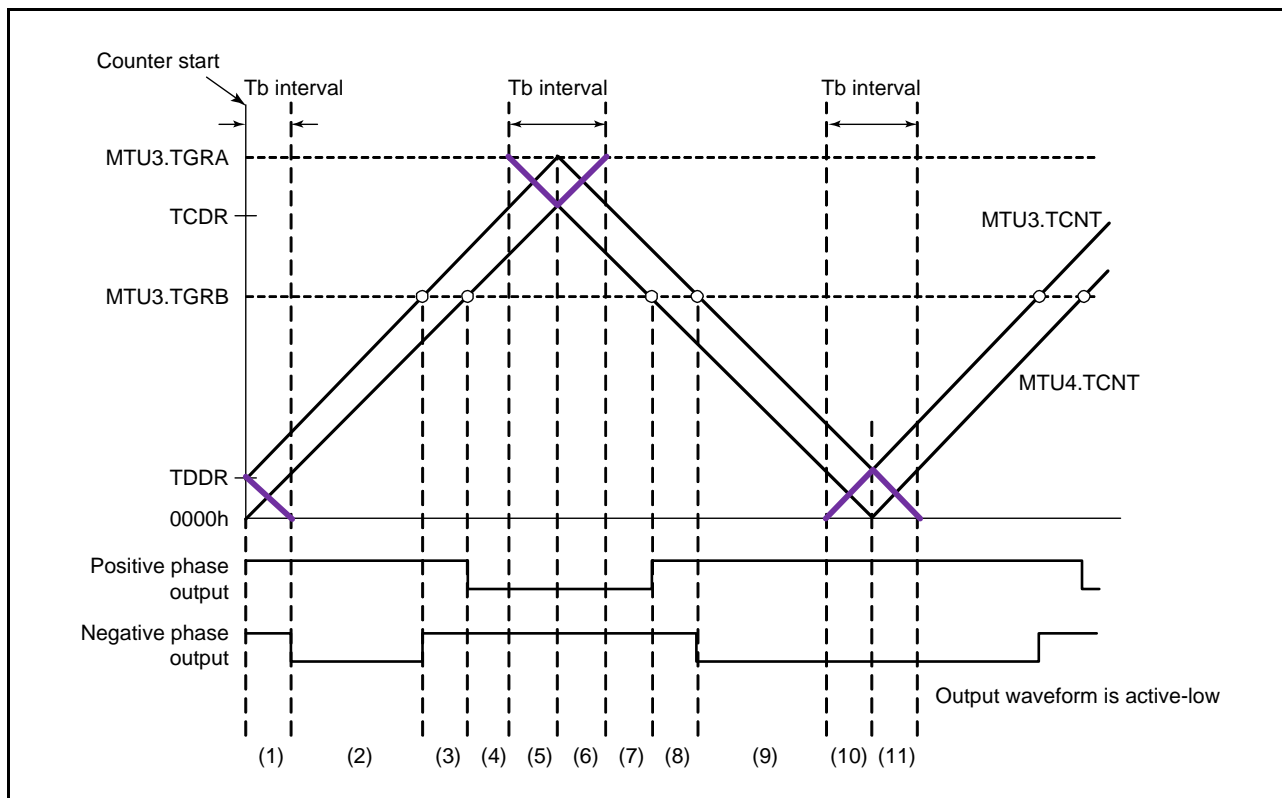 Counter start
Tb interval
Tb interval
Tb interval
MTU3.TGRA
TCDR
MTU3.TCNT
MTU3.TGRB
MTU4.TCNT
TDDR
0000h
Positive phase
output
Negative phase
output
Output waveform is active-low
(1)
(2)
(3)
(4)
(5)
(6)
(7)
(8)
(9)
(10)
(11)